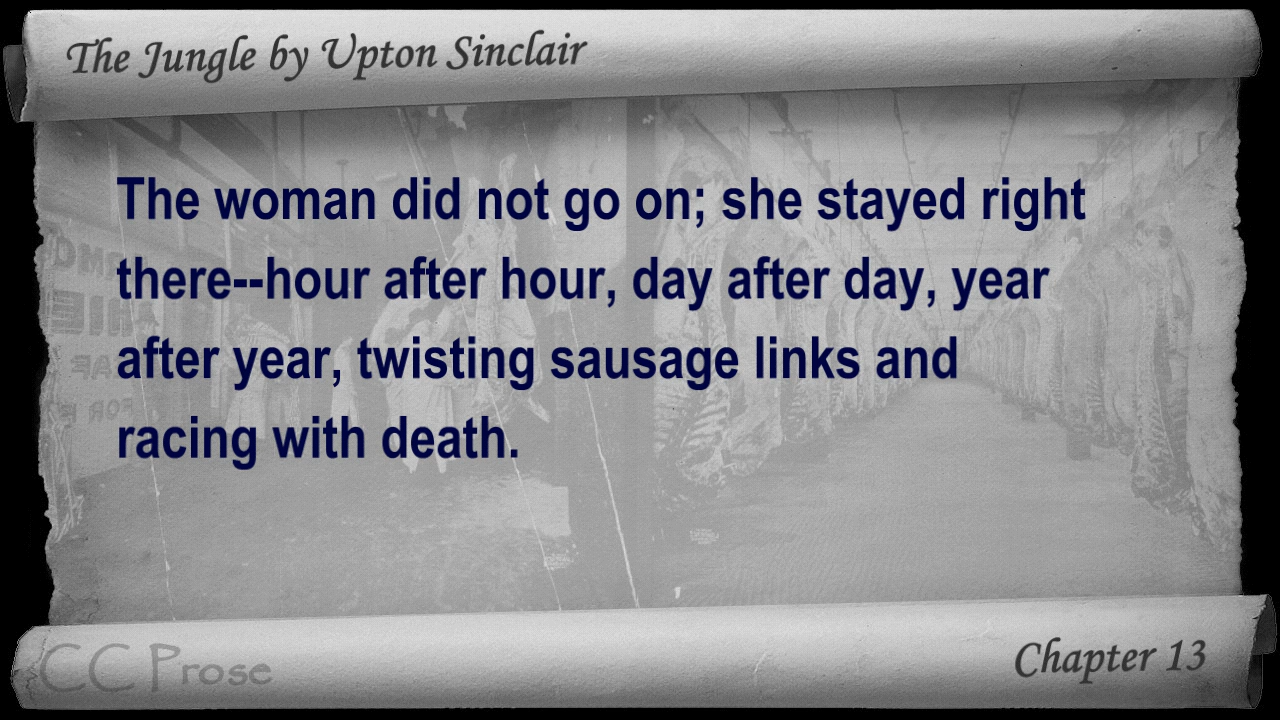 The Jungle by Upton Sinclair
The woman did not go on; she stayed right
there--hour after hour, day after day, year
after year, twisting sausage links and
racing with death.
CC Prose
Chapter 13